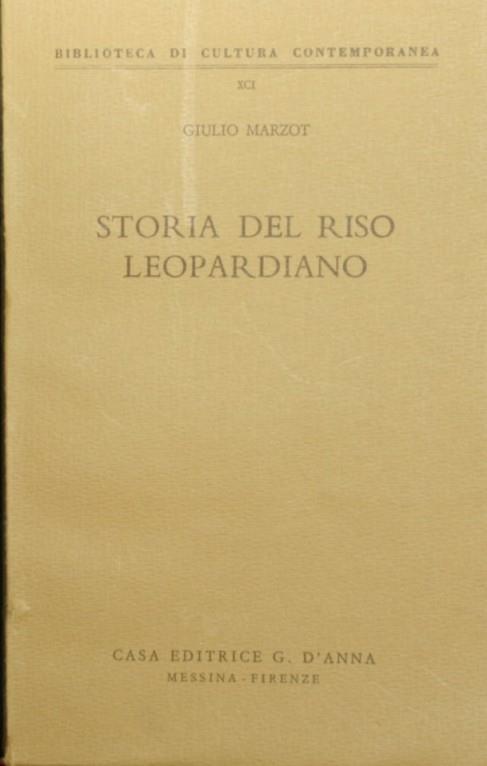 BIBLIOTECA DI CULTURA CONTEMPORANEA
XCI
GIULIO MARZOT
STORIA DEL RISO
LEOPARDIANO
CASA EDITRICE G. D'ANNA
MESSINA - FIRENZE